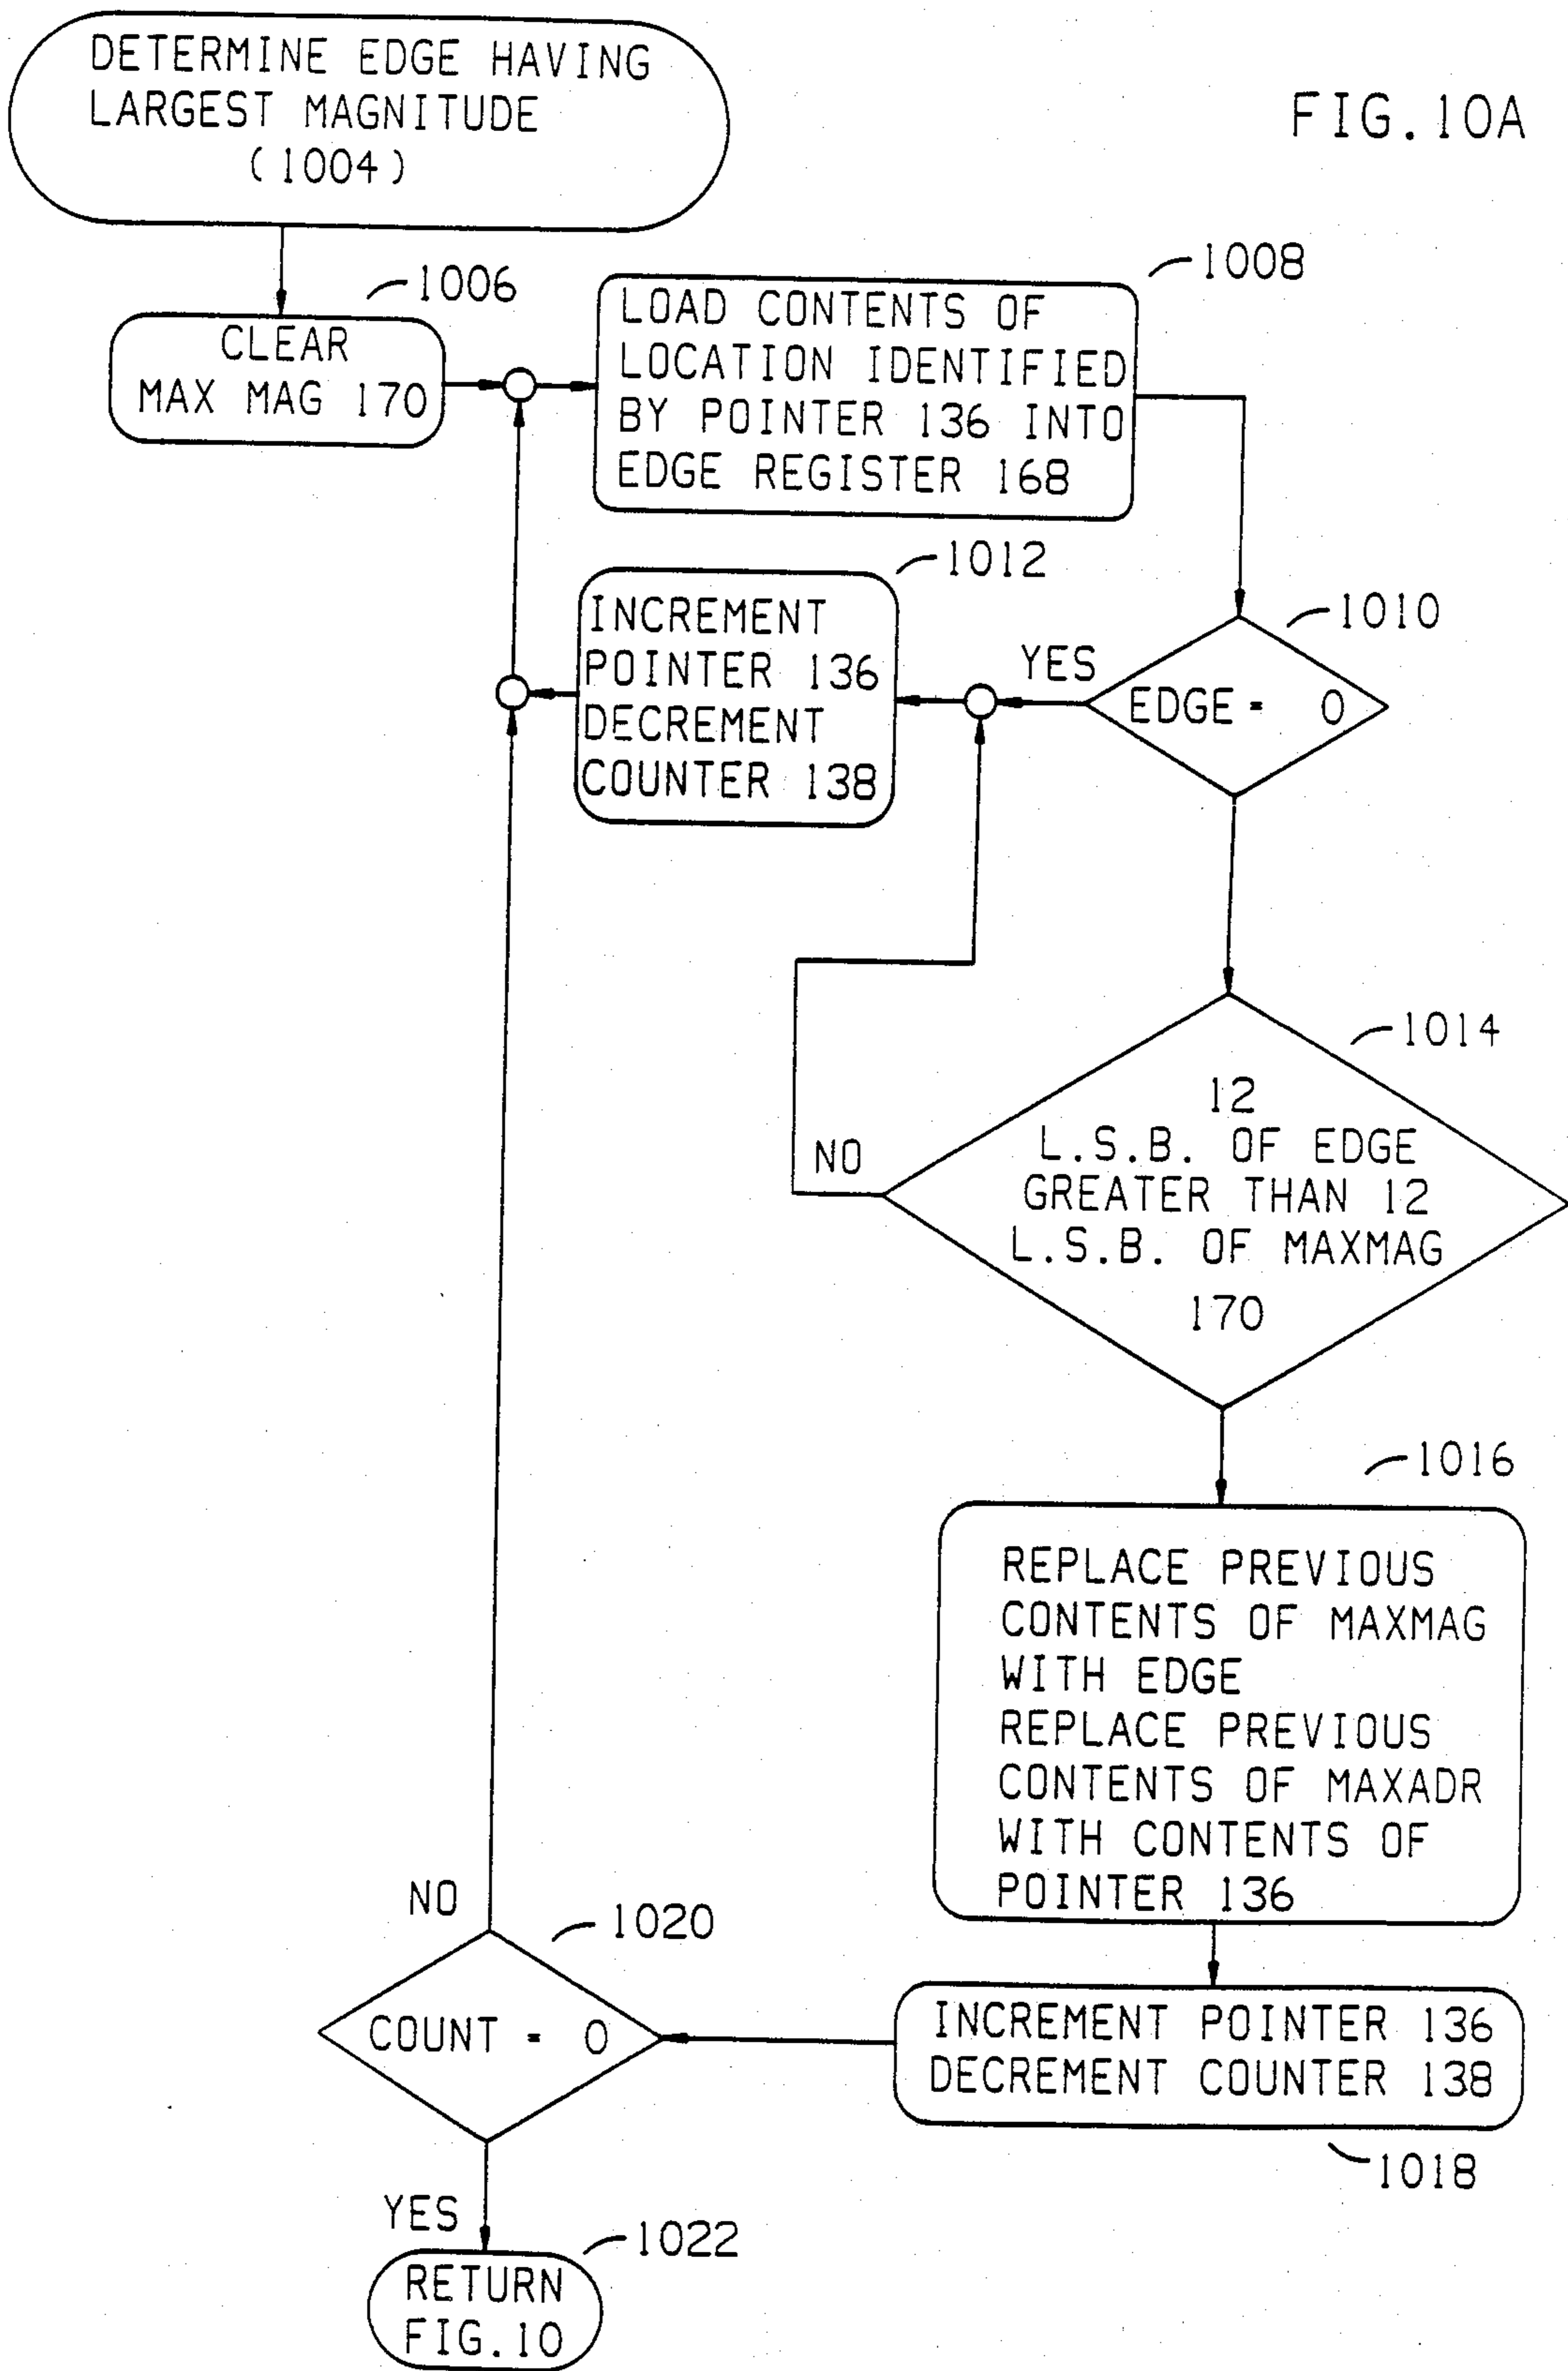 DETERMINE EDGE HAVING
LARGEST MAGNITUDE
(1004)
FIG.10A
1006
CLEAR
MAX MAG 170
1008
LOAD CONTENTS OF
LOCATION IDENTIFIED
BY POINTER 136 INTO
EDGE REGISTER 168
1012
INCREMENT
POINTER 136
DECREMENT
COUNTER 138
1010
YES
EDGE = 0
1014
12
L.S.B. OF EDGE
GREATER THAN 12
L.S.B. OF MAXMAG
170
NO
1016
REPLACE PREVIOUS
CONTENTS OF MAXMAG
WITH EDGE
REPLACE PREVIOUS
CONTENTS OF MAXADR
WITH CONTENTS OF
POINTER 136
NO
1020
COUNT = 0
INCREMENT POINTER 136
DECREMENT COUNTER 138
1018
YES
1022
RETURN
FIG.10